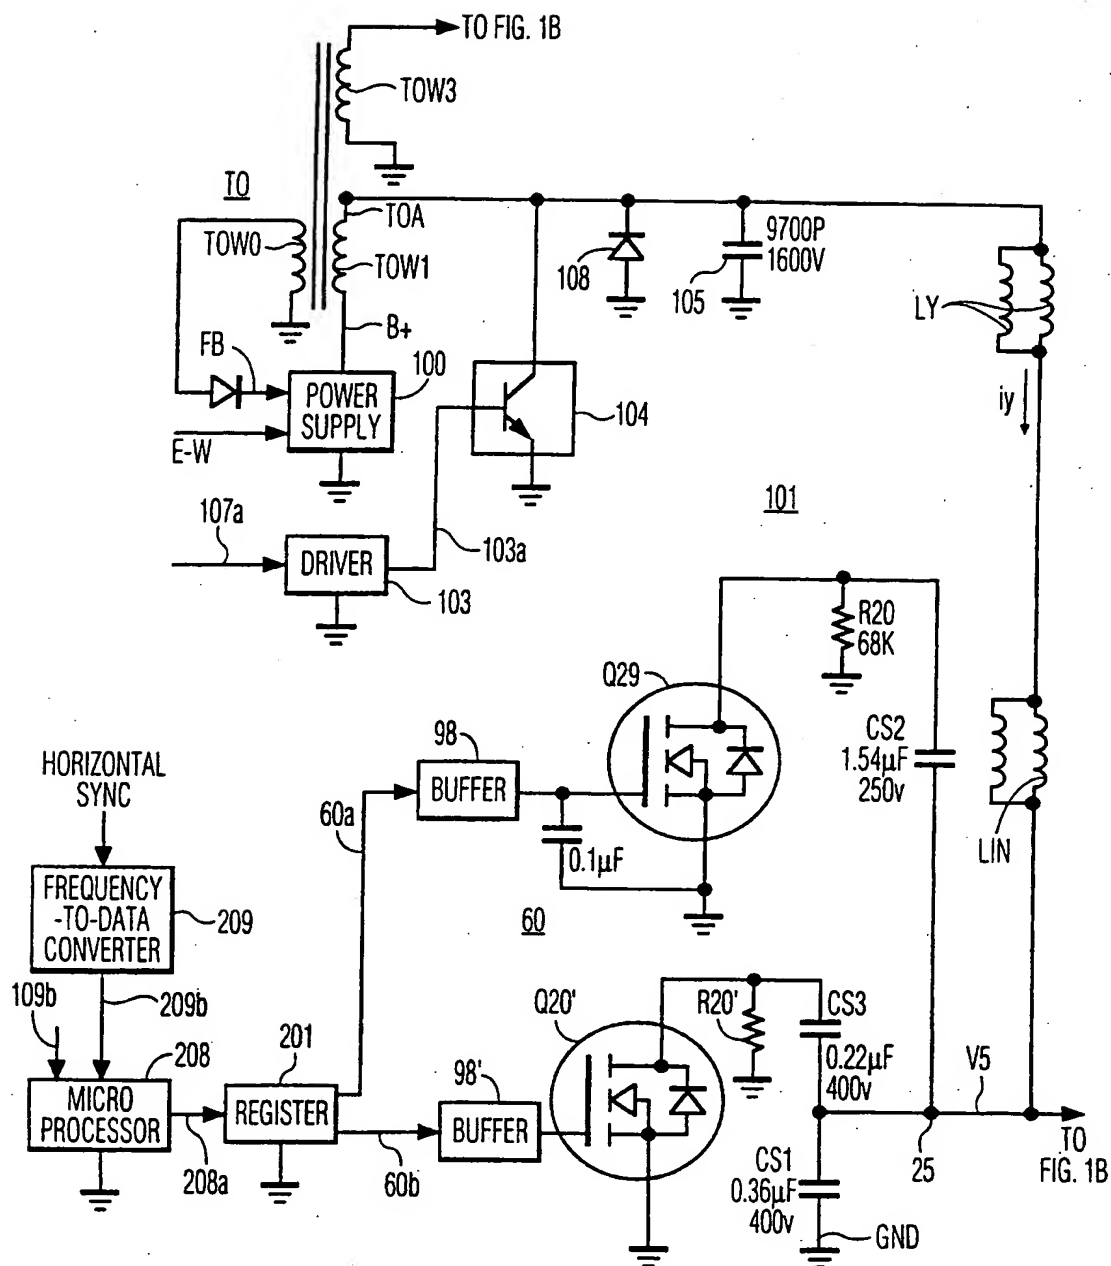 TO FIG. 1B
TOW3
TO
TOA
TOW0
TOW1
9700P
1600V
108
105
LY
B+
FB
100
POWER
SUPPLY
104
iy
E-W
107a
101
DRIVER
103a
103
R20
68K
Q29
HORIZONTAL
SYNC
98
BUFFER
CS2
1.54µF
250v
60a
0.1µF
LIN
FREQUENCY
-TO-DATA
CONVERTER
209
60
109b
209b
Q20'
R20'
CS3
208
201
98'
0.22µF
400v
V5
MICRO
PROCESSOR
REGISTER
BUFFER
TO
FIG. 1B
208a
60b
CS1
0.36µF
400v
25
GND